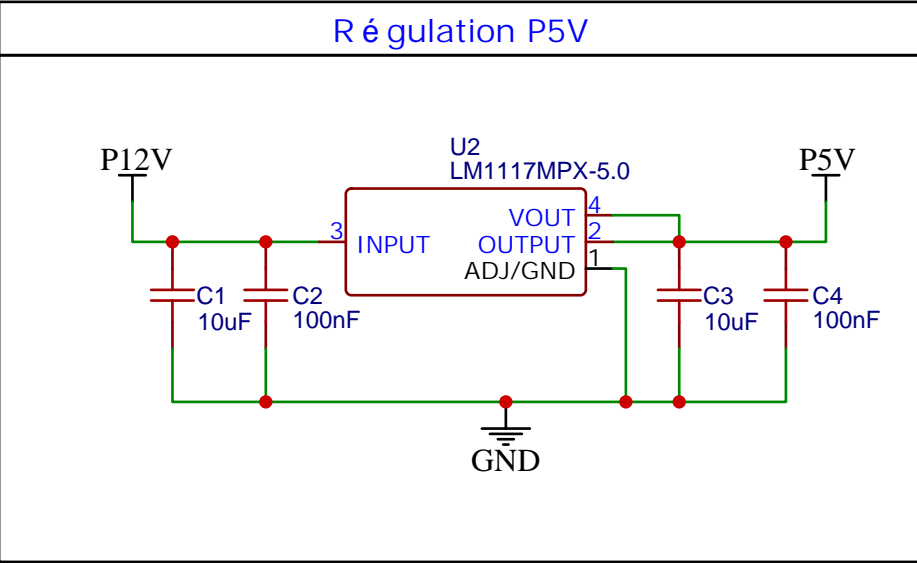 R é gulation P5V
P12V
U2
LM1117MPX-5.0
P5V
3
INPUT
VOUT
4
OUTPUT
2
ADJ/GND
1
C1
10uF
C2
100nF
C3
10uF
C4
100nF
GND